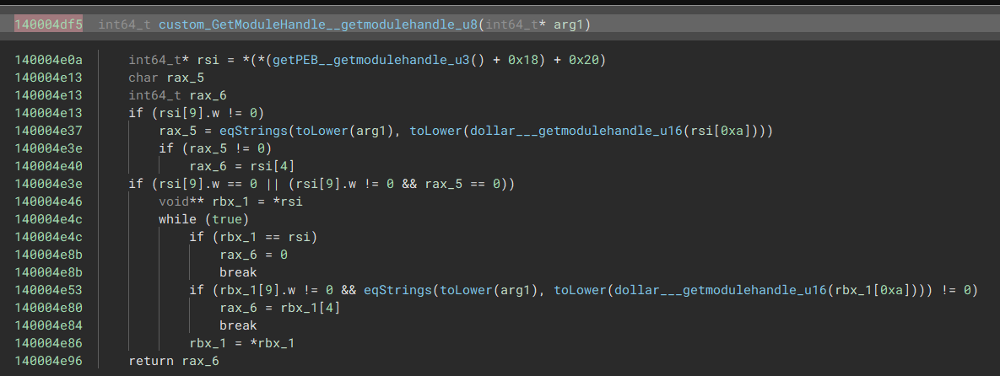 140004df5 int64_t custom_GetModuleHandle__getmodulehandle_u8(int64_t* arg1)
140004e0a int64_t* rsi = *(*(getPEB__getmodulehandle_u3() + 0x18) + 0x20)
140004e13 char rax_5
140004e13 int64_t rax_6
140004e13 if (rsi[9].w != 0)
140004e37 rax_5 = eqStrings(toLower(arg1), toLower(dollar___getmodulehandle_u16(rsi[0xa])))
140004e3e if (rax_5 != 0)
140004e40 rax_6 = rsi[4]
140004e3e if (rsi[9].w == 0 || (rsi[9].w != 0 && rax_5 == 0))
140004e46 void** rbx_1 = *rsi
140004e4c while (true)
140004e4c if (rbx_1 == rsi)
140004e8b rax_6 = 0
140004e8b break
140004e53 if (rbx_1[9].w != 0 && eqStrings(toLower(arg1), toLower(dollar___getmodulehandle_u16(rbx_1[0xa]))) != 0)
140004e80 rax_6 = rbx_1[4]
140004e84 break
140004e86 rbx_1 = *rbx_1
140004e96 return rax_6